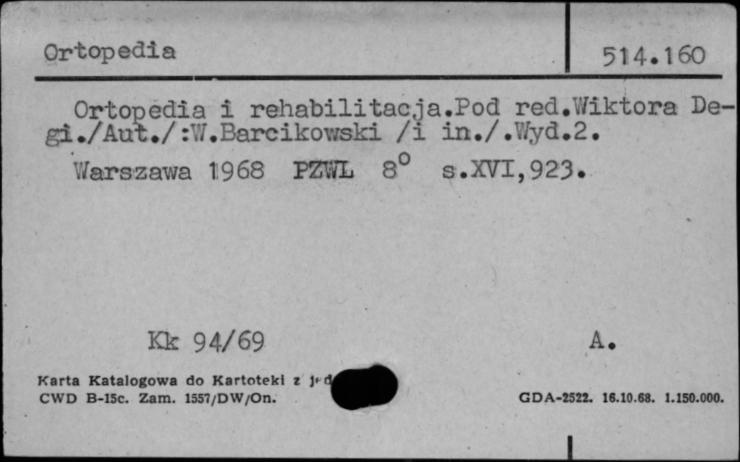 Ortopedia 514.160
Ortopedia i rehabilitacja.Pod red.Wiktora De-
gi./Aut./:W.Barcikowski /i in./.Wyd.2.
Warszawa 1968 PZWL 8° s.XVI,923.
Kk 94/69 A.
Karta Katalogowa do Kartoteki z
CWD B-15c. Zam. 1557/DW/On. GDA-2522. 16.10.68. 1.150.000.